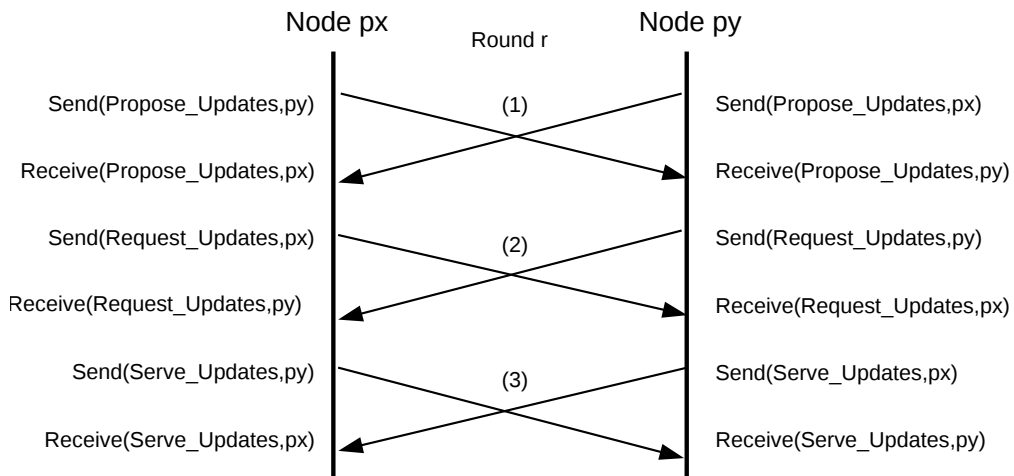 Node px
Node py
Round r
Send(Propose_Updates,py)
(1)
Send(Propose_Updates,px)
Receive(Propose_Updates,px)
Receive(Propose_Updates,py)
Send(Request_Updates,px)
(2)
Send(Request_Updates,py)
Receive(Request_Updates,py)
Receive(Request_Updates,px)
Send(Serve_Updates,py)
(3)
Send(Serve_Updates,px)
Receive(Serve_Updates,px)
Receive(Serve_Updates,py)